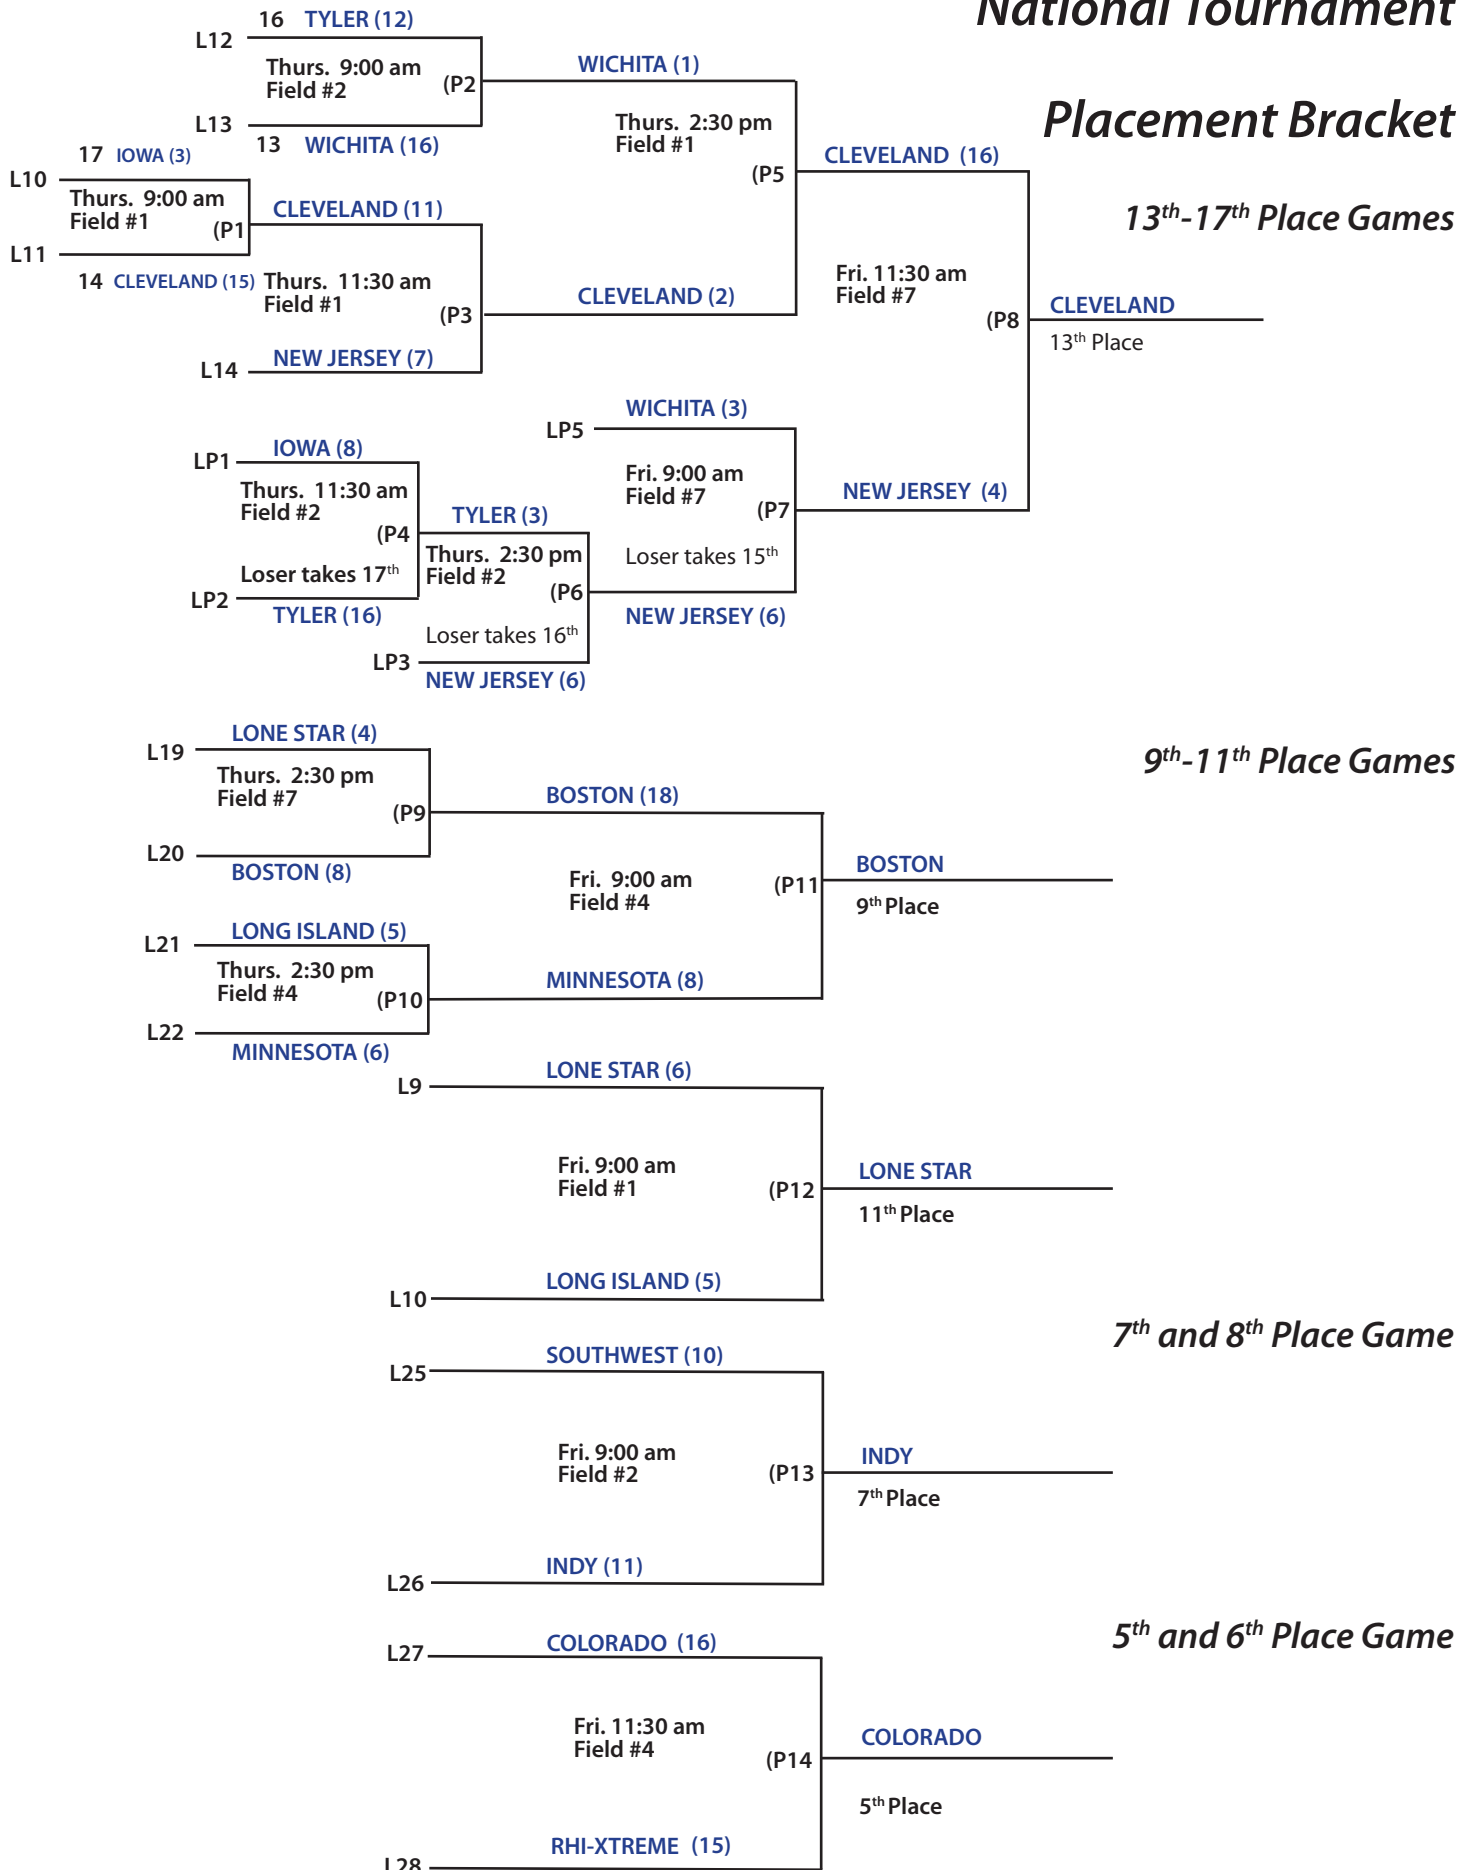 National Tournament
Placement Bracket
13th-17th Place Games
16 TYLER (12)
L12
Thurs. 9:00 am
Field #2
(P2
L13
13 WICHITA (16)
WICHITA (1)
17 IOWA (3)
L10
Thurs. 9:00 am
Field #1
(P1
L11
14 CLEVELAND (15)
CLEVELAND (11)
Thurs. 11:30 am
Field #1
(P3
L14
NEW JERSEY (7)
Thurs. 2:30 pm
Field #1
(P5
CLEVELAND (2)
CLEVELAND (16)
Fri. 11:30 am
Field #7
(P8
CLEVELAND
13th Place
LP1
IOWA (8)
Thurs. 11:30 am
Field #2
(P4
Loser takes 17th
LP2
TYLER (16)
TYLER (3)
Thurs. 2:30 pm
Field #2
(P6
Loser takes 16th
LP3
NEW JERSEY (6)
WICHITA (3)
LP5
Fri. 9:00 am
Field #7
(P7
Loser takes 15th
NEW JERSEY (6)
NEW JERSEY (4)
9th-11th Place Games
LONE STAR (4)
L19
Thurs. 2:30 pm
Field #7
(P9
L20
BOSTON (8)
BOSTON (18)
Fri. 9:00 am
Field #4
(P11
BOSTON
9th Place
LONG ISLAND (5)
L21
Thurs. 2:30 pm
Field #4
(P10
L22
MINNESOTA (6)
MINNESOTA (8)
LONE STAR (6)
L9
Fri. 9:00 am
Field #1
(P12
LONE STAR
11th Place
LONG ISLAND (5)
L10
7th and 8th Place Game
SOUTHWEST (10)
L25
Fri. 9:00 am
Field #2
(P13
INDY
7th Place
INDY (11)
L26
5th and 6th Place Game
COLORADO (16)
L27
Fri. 11:30 am
Field #4
(P14
COLORADO
5th Place
RHI-XTREME (15)
L28